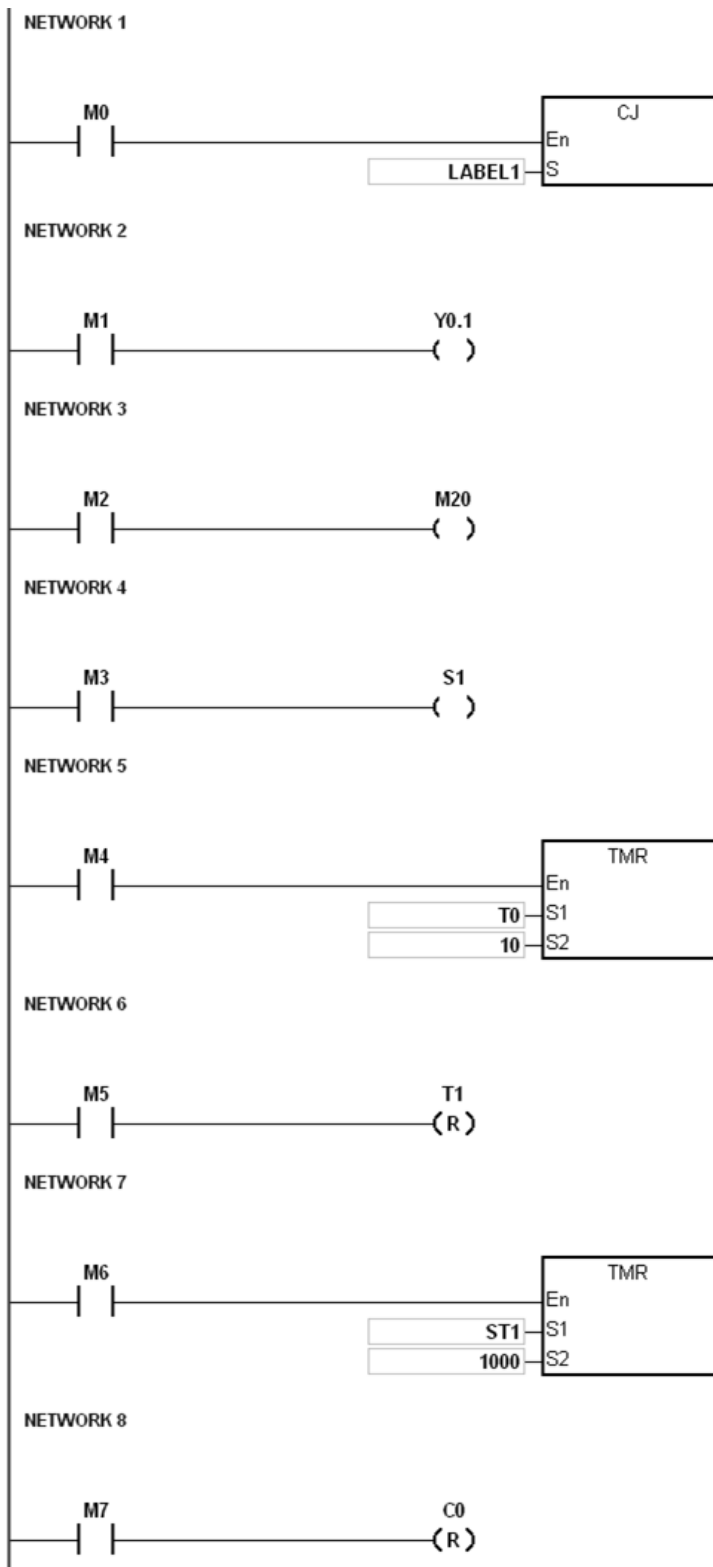 NETWORK 1
M0
CJ
En
LABEL1 S
NETWORK 2
M1 Y0.1
( )
NETWORK 3
M2 M20
( )
NETWORK 4
M3 S1
( )
NETWORK 5
M4
TMR
En
T0 S1
10 S2
NETWORK 6
M5 T1
( R )
NETWORK 7
M6
TMR
En
ST1 S1
1000 S2
NETWORK 8
M7 C0
( R )